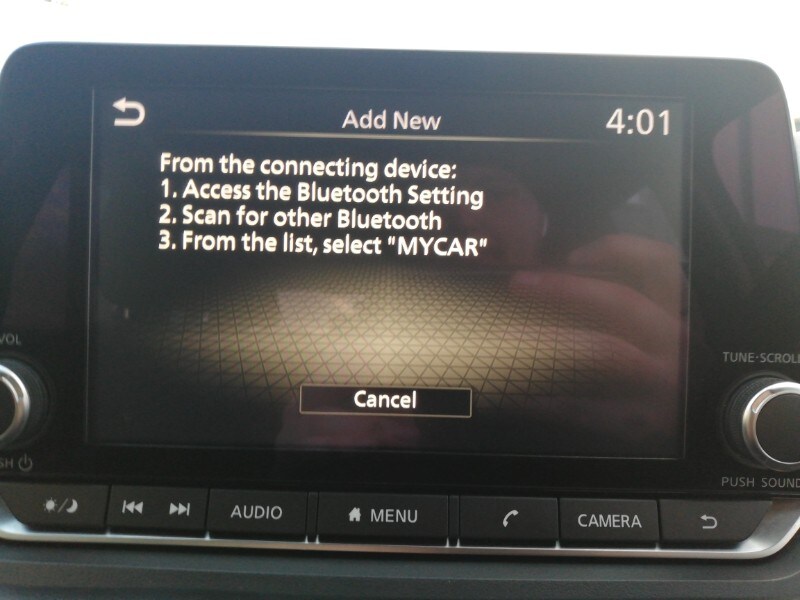 Add New
4:01
From the connecting device:
1. Access the Bluetooth Setting
2. Scan for other Bluetooth
3. From the list, select "MYCAR"
Cancel
VOL
TUNE·SCROLL
PUSH SOUND
AUDIO
MENU
CAMERA